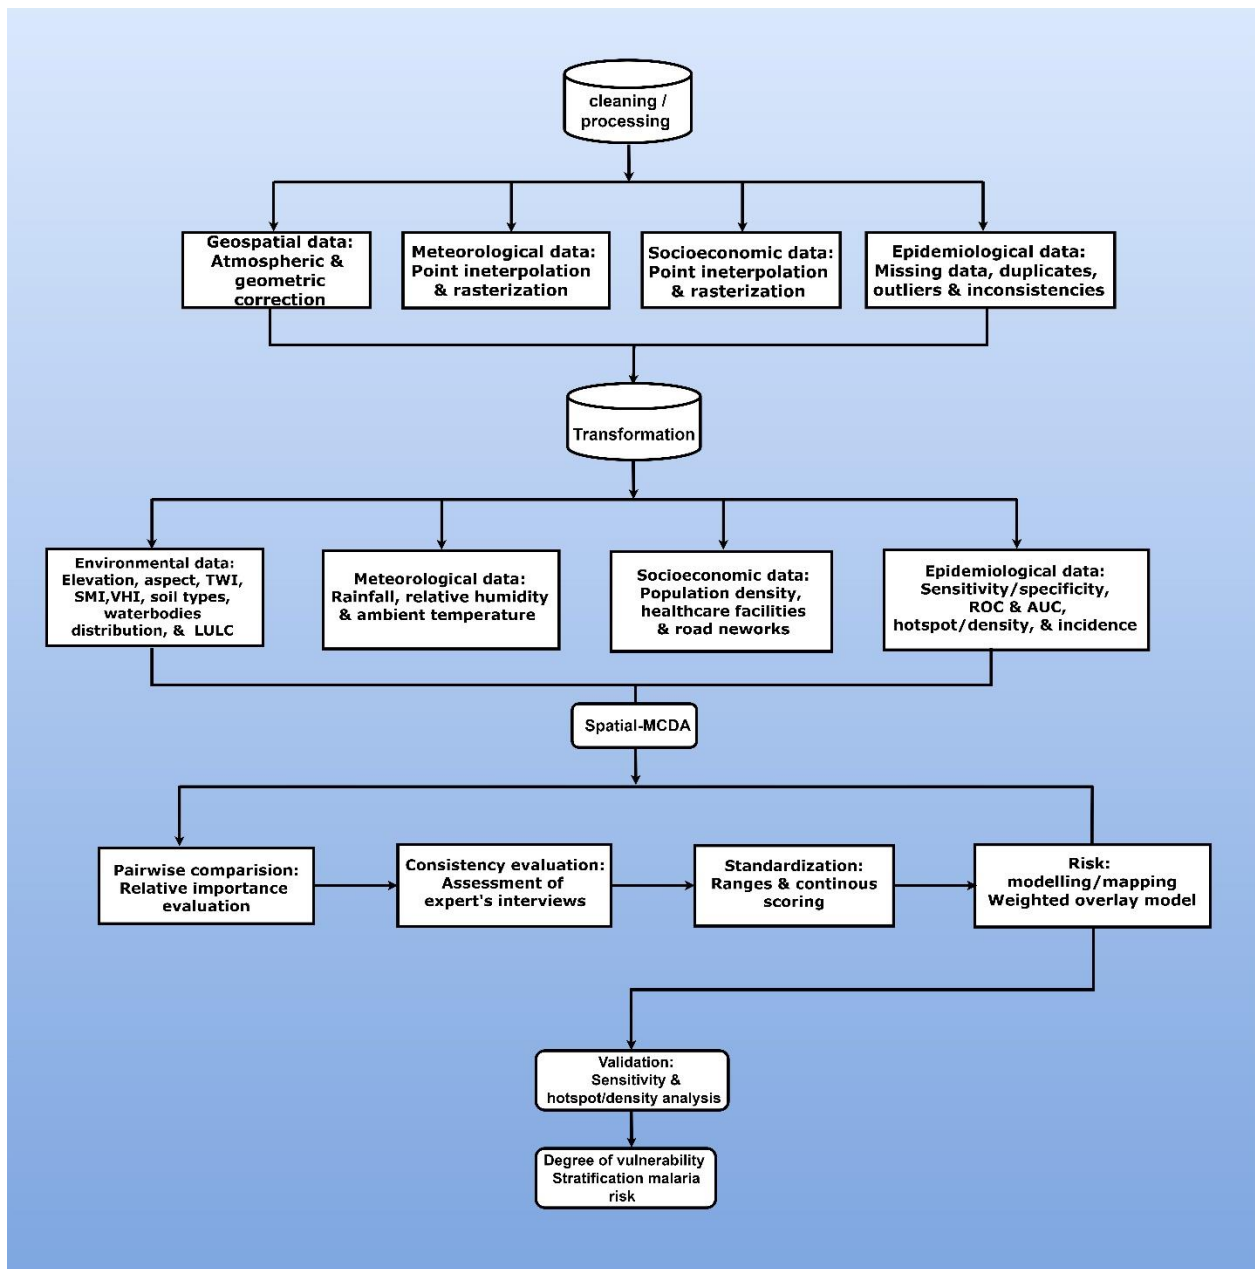 cleaning /
processing
Geospatial data:
Atmospheric &
geometric
correction
Meteorological data:
Point ineterpolation
& rasterization
Socioeconomic data:
Point ineterpolation
& rasterization
Epidemiological data:
Missing data, duplicates,
outliers & inconsistencies
Transformation
Environmental data:
Elevation, aspect, TWI,
SMI,VHI, soil types,
waterbodies
distribution, & LULC
Meteorological data:
Rainfall, relative humidity
& ambient temperature
Socioeconomic data:
Population density,
healthcare facilities
& road neworks
Epidemiological data:
Sensitivity/specificity,
ROC & AUC,
hotspot/density, & incidence
Spatial-MCDA
Pairwise comparision:
Relative importance
evaluation
Consistency evaluation:
Assessment of
expert's interviews
Standardization:
Ranges & continous
scoring
Risk:
modelling/mapping
Weighted overlay model
Validation:
Sensitivity &
hotspot/density analysis
Degree of vulnerability
Stratification malaria
risk